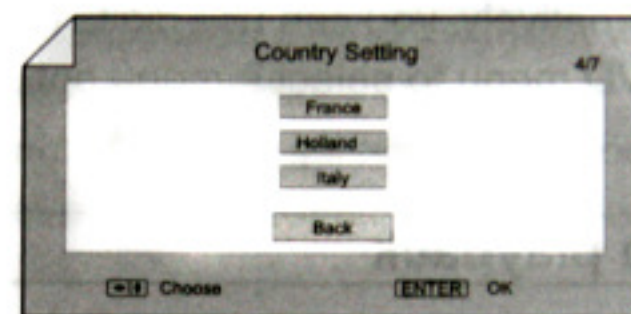 Country Setting
4/7
France
Holland
Italy
Back
Choose
ENTER OK